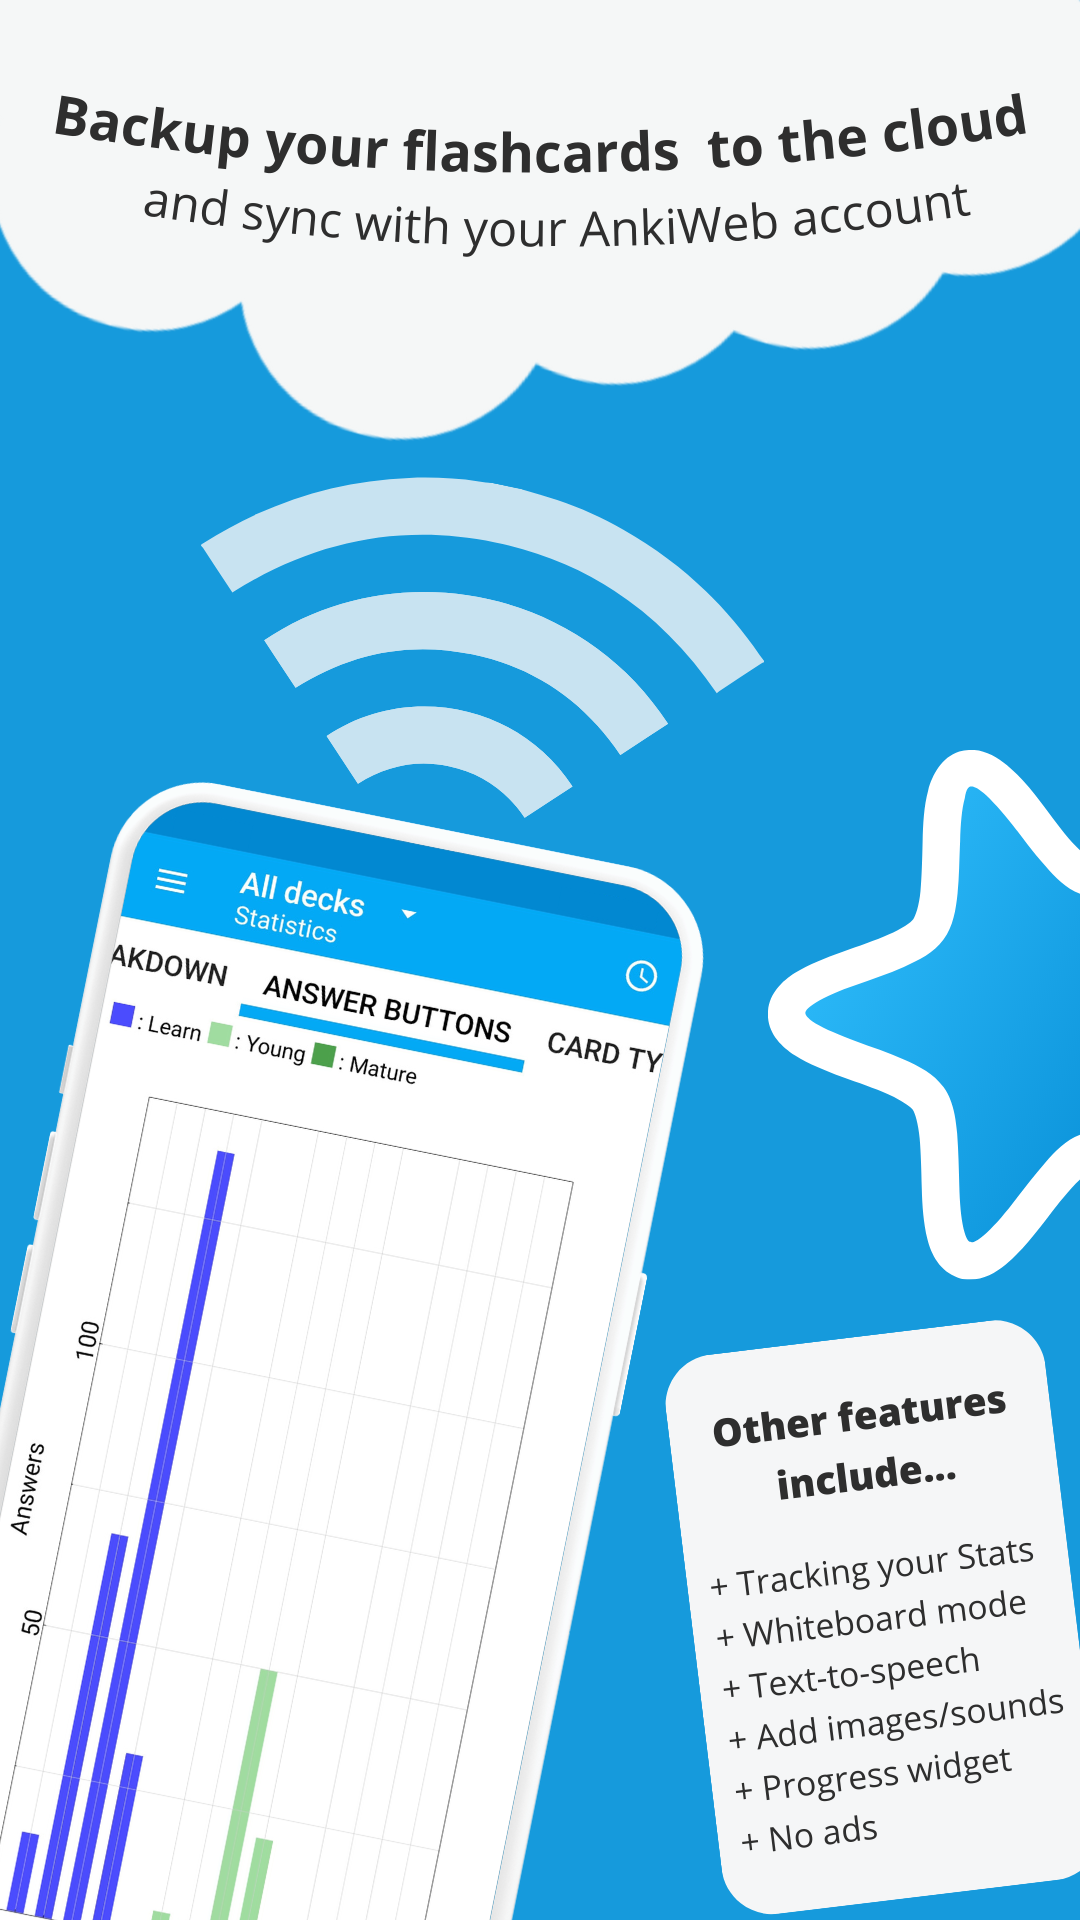 Backup your flashcards to the cloud
and sync with your AnkiWeb account
All decks
Statistics
AKDOWN ANSWER BUTTONS CARD TY
: Learn : Young : Mature
100
Answers
50
Other features
include...
+ Tracking your Stats
+ Whiteboard mode
+ Text-to-speech
+ Add images/sounds
+ Progress widget
+ No ads